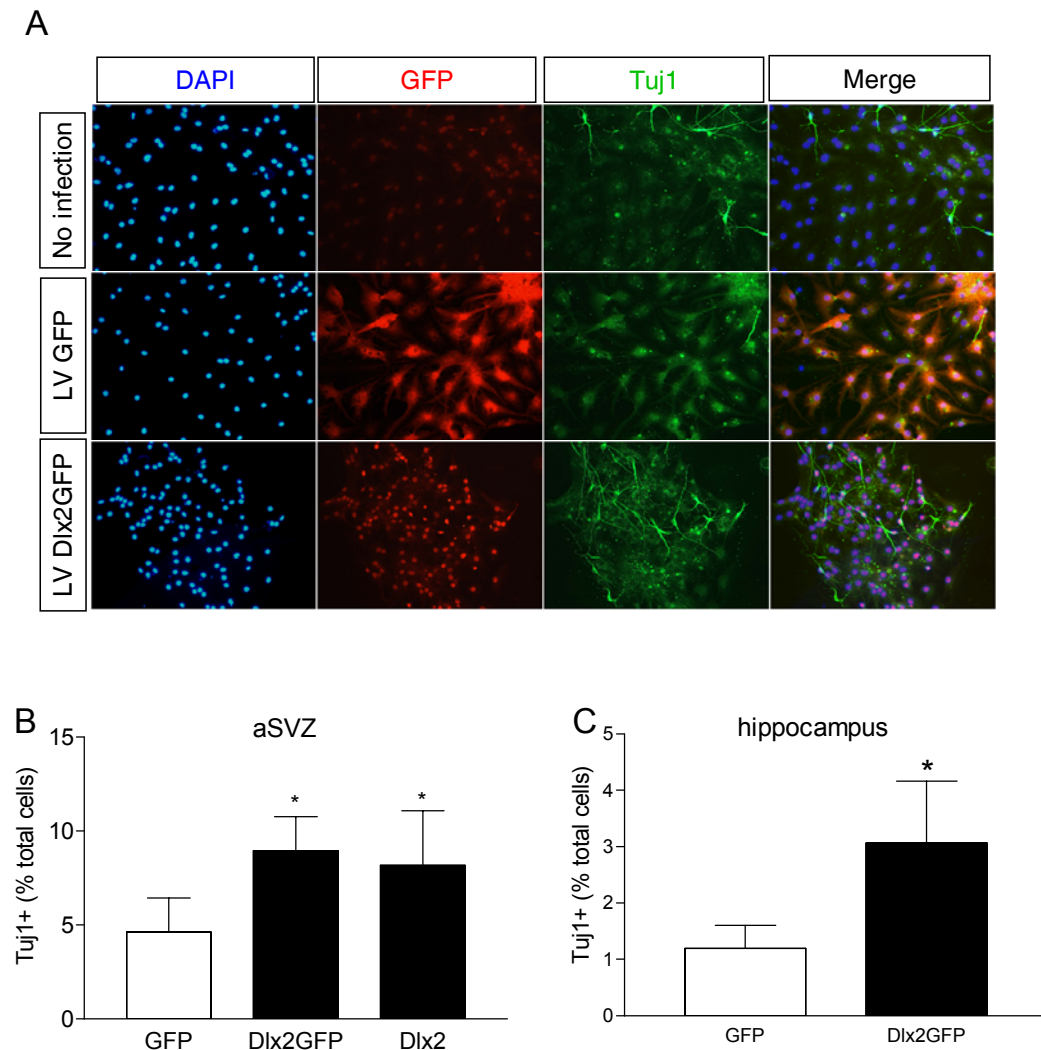 A
DAPI
GFP
Tuj1
Merge
No infection
LV GFP
LV Dlx2GFP
B
aSVZ
Tuj1+ (% total cells)
15
10
5
0
*
*
GFP
Dlx2GFP
Dlx2
C
hippocampus
Tuj1+ (% total cells)
5
4
3
2
1
0
*
GFP
Dlx2GFP